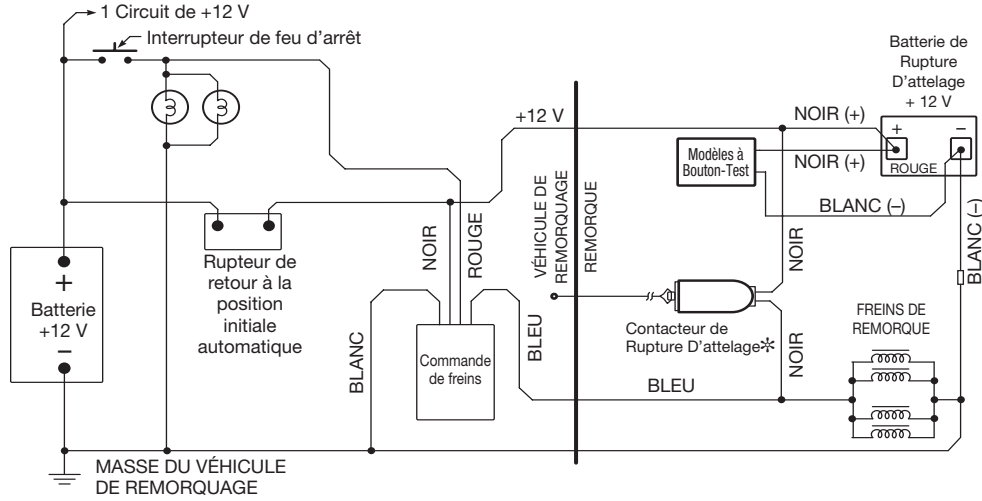 1 Circuit de +12 V
Interrupteur de feu d'arrêt
Batterie de
Rupture
D'attelage
+ 12 V
+12 V
NOIR (+)
+ –
ROUGE
Modèles à
Bouton-Test
NOIR (+)
BLANC (–)
BLANC (–)
VÉHICULE DE
REMORQUAGE
REMORQUE
NOIR
NOIR
ROUGE
Rupteur de
retour à la
position
initiale
automatique
+
Batterie
+12 V
–
BLANC
Commande
de freins
BLEU
Contacteur de
Rupture D'attelage*
NOIR
FREINS DE
REMORQUE
BLEU
MASSE DU VÉHICULE
DE REMORQUAGE